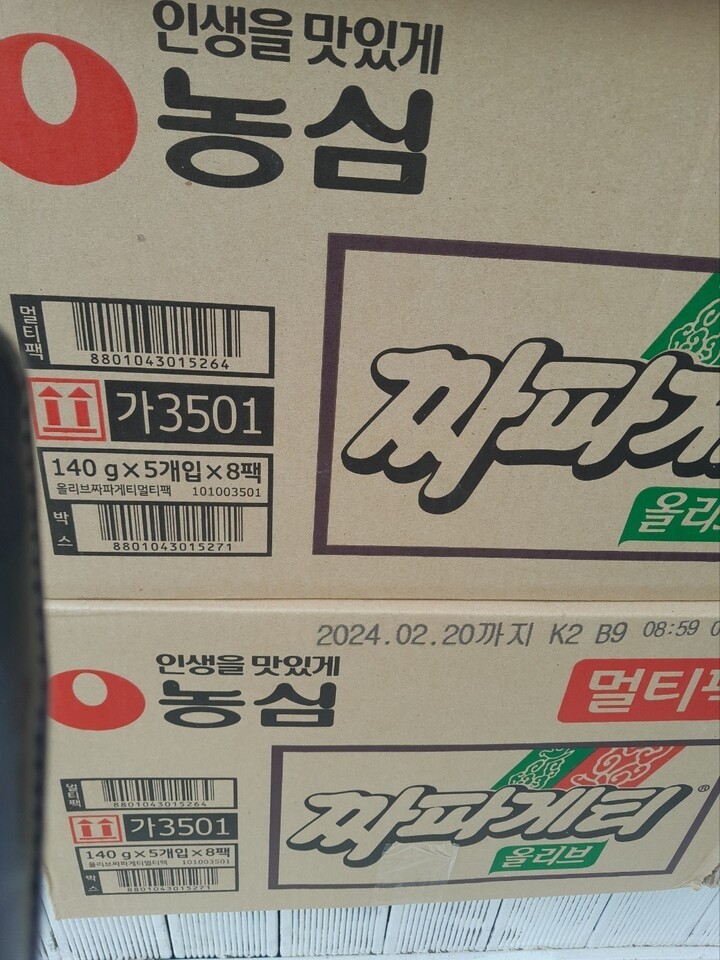 인생을 맛있게
농심
멀티팩
8801043015264
가3501
140 g×5개입×8팩
올리브짜파게티멀티팩 101003501
박스
8801043015271
짜파게
올리브
2024.02.20까지 K2 B9 08:59 0
인생을 맛있게
농심
멀티팩
멀티팩
8801043015264
가3501
140 g×5개입×8팩
올리브짜파게티멀티팩 101003501
박스
8801043015271
짜파게티®
올리브